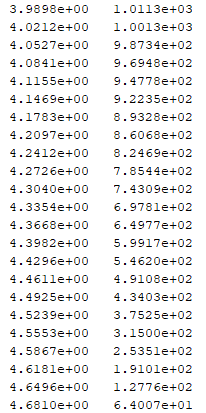 3.9898e+00 1.0113e+03
4.0212e+00 1.0013e+03
4.0527e+00 9.8734e+02
4.0841e+00 9.6948e+02
4.1155e+00 9.4778e+02
4.1469e+00 9.2235e+02
4.1783e+00 8.9328e+02
4.2097e+00 8.6068e+02
4.2412e+00 8.2469e+02
4.2726e+00 7.8544e+02
4.3040e+00 7.4309e+02
4.3354e+00 6.9781e+02
4.3668e+00 6.4977e+02
4.3982e+00 5.9917e+02
4.4296e+00 5.4620e+02
4.4611e+00 4.9108e+02
4.4925e+00 4.3403e+02
4.5239e+00 3.7525e+02
4.5553e+00 3.1500e+02
4.5867e+00 2.5351e+02
4.6181e+00 1.9101e+02
4.6496e+00 1.2776e+02
4.6810e+00 6.4007e+01